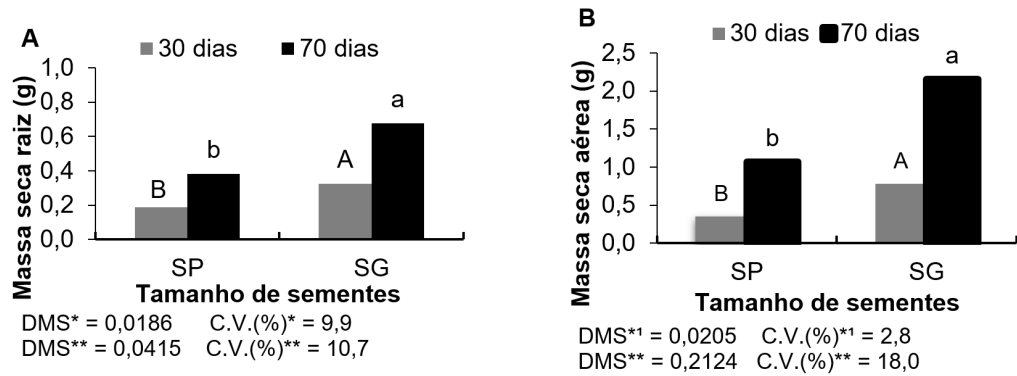 A
30 dias 70 dias
Massa seca raiz (g)
1,0
0,8
0,6
0,4
0,2
0,0
B b A a
SP SG
Tamanho de sementes
DMS* = 0,0186 C.V.(%)* = 9,9
DMS** = 0,0415 C.V.(%)** = 10,7
B
30 dias 70 dias
Massa seca aérea (g)
2,5
2,0
1,5
1,0
0,5
0,0
B b A a
SP SG
Tamanho de sementes
DMS*¹ = 0,0205 C.V.(%)*¹ = 2,8
DMS** = 0,2124 C.V.(%)** = 18,0